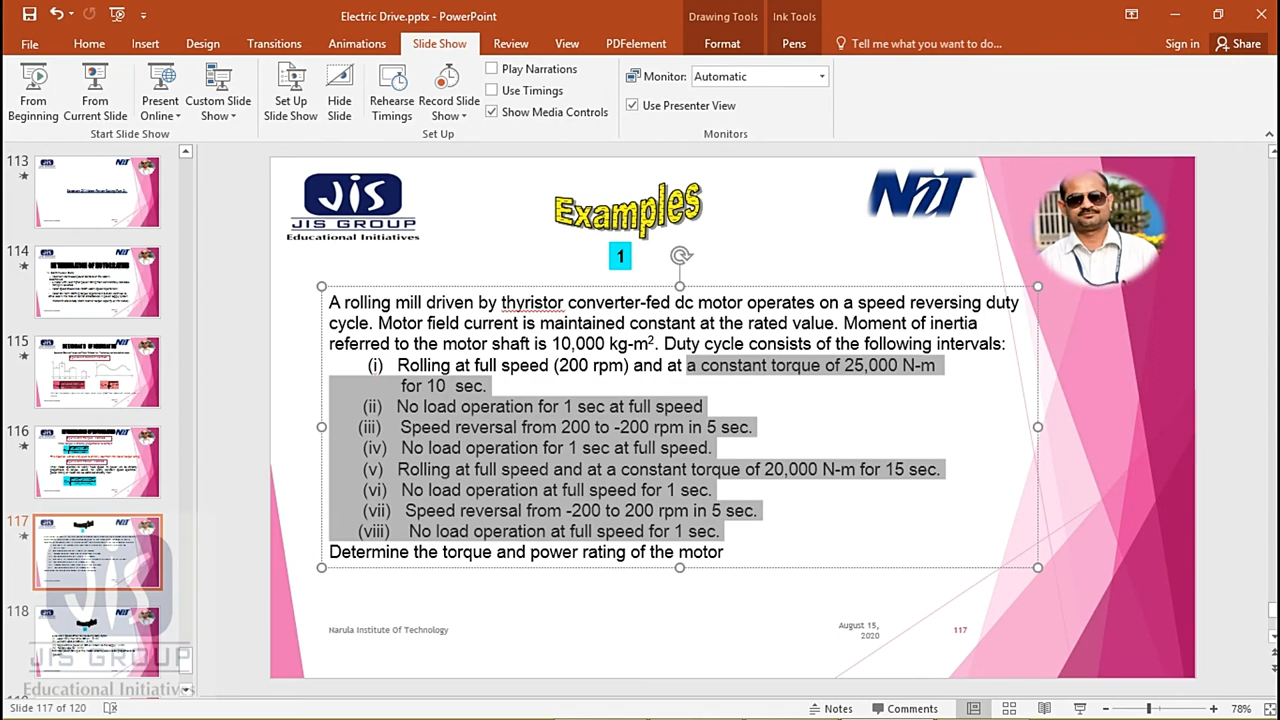 Electric Drive.pptx - PowerPoint
Drawing Tools
Ink Tools
File
Home
Insert
Design
Transitions
Animations
Slide Show
Review
View
PDFelement
Format
Pens
Tell me what you want to do...
Sign in
Share
From Beginning
From Current Slide
Present Online
Custom Slide Show
Set Up Slide Show
Hide Slide
Rehearse Timings
Record Slide Show
Play Narrations
Use Timings
Show Media Controls
Monitor:
Automatic
Use Presenter View
Start Slide Show
Set Up
Monitors
113
114
115
116
117
118
JIS
JIS GROUP
Educational Initiatives
Examples
NiT
1
A rolling mill driven by thyristor converter-fed dc motor operates on a speed reversing duty
cycle. Motor field current is maintained constant at the rated value. Moment of inertia
referred to the motor shaft is 10,000 kg-m². Duty cycle consists of the following intervals:
(i) Rolling at full speed (200 rpm) and at a constant torque of 25,000 N-m
for 10 sec.
(ii) No load operation for 1 sec at full speed
(iii) Speed reversal from 200 to -200 rpm in 5 sec.
(iv) No load operation for 1 sec at full speed.
(v) Rolling at full speed and at a constant torque of 20,000 N-m for 15 sec.
(vi) No load operation at full speed for 1 sec.
(vii) Speed reversal from -200 to 200 rpm in 5 sec.
(viii) No load operation at full speed for 1 sec.
Determine the torque and power rating of the motor
Narula Institute Of Technology
August 15,
2020
117
JIS GROUP
Educational Initiatives
Slide 117 of 120
Notes
Comments
78%